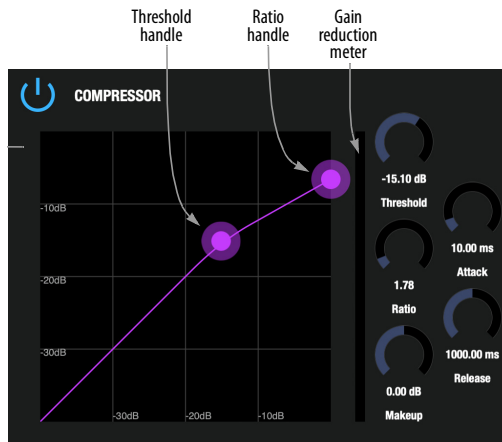 Threshold
handle
Ratio
handle
Gain
reduction
meter
COMPRESSOR
-10dB
-20dB
-30dB
-30dB
-20dB
-10dB
-15.10 dB
Threshold
10.00 ms
Attack
1.78
Ratio
1000.00 ms
Release
0.00 dB
Makeup